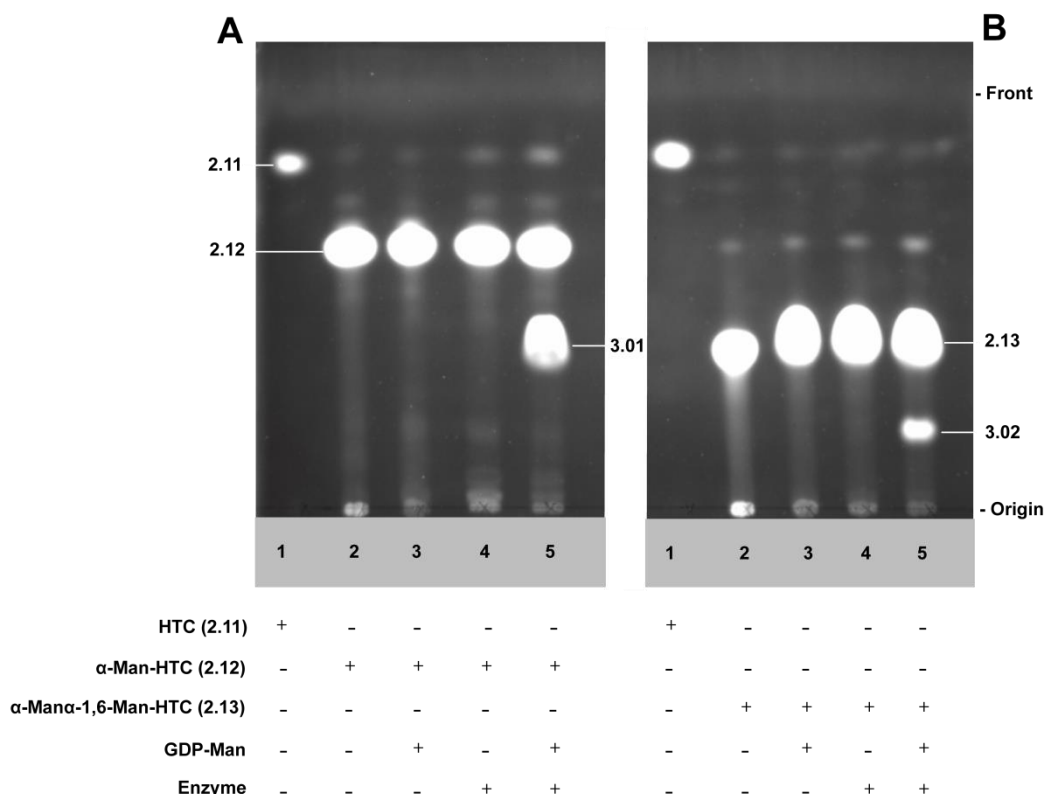 A B
- Front
2.11
2.12
3.01
2.13
3.02
- Origin
1 2 3 4 5 1 2 3 4 5
HTC (2.11) + - - - - + - - - -
α-Man-HTC (2.12) - + + + + - - - - -
α-Manα-1,6-Man-HTC (2.13) - - - - - - + + + +
GDP-Man - - + - + - - + - +
Enzyme - - - + + - - - + +